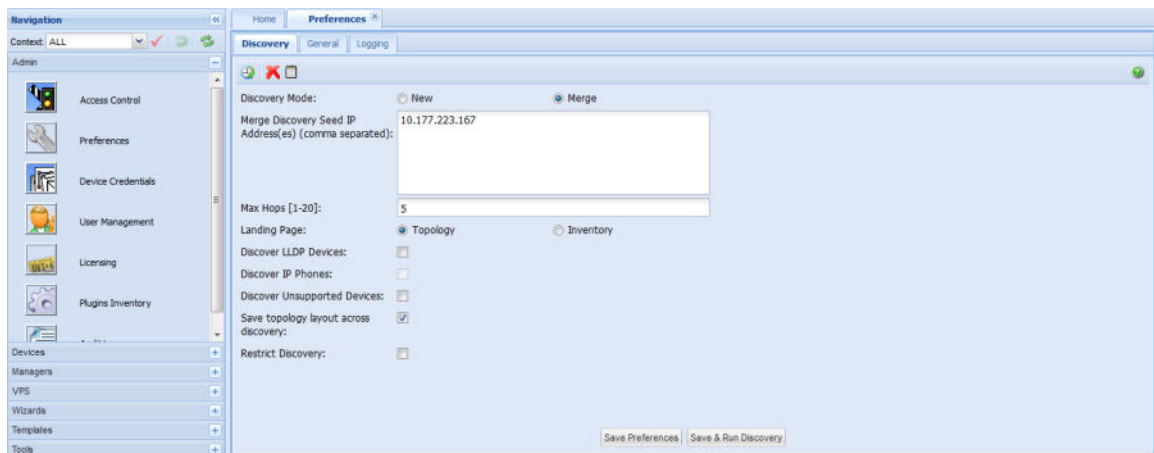 Navigation
Context: ALL
Admin
Access Control
Preferences
Device Credentials
User Management
Licensing
Plugins Inventory
Devices
Managers
VPS
Wizards
Templates
Tools
Home
Preferences
Discovery
General
Logging
Discovery Mode:
New
Merge
Merge Discovery Seed IP
Address(es) (comma separated):
10.177.223.167
Max Hops [1-20]:
5
Landing Page:
Topology
Inventory
Discover LLDP Devices:
Discover IP Phones:
Discover Unsupported Devices:
Save topology layout across
discovery:
Restrict Discovery:
Save Preferences
Save & Run Discovery